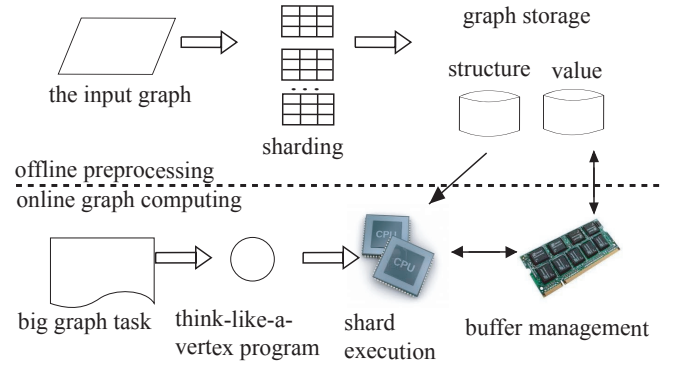 graph storage
structure value
the input graph
. . .
sharding
offline preprocessing
online graph computing
CPU
CPU
big graph task
think-like-a-
vertex program
shard
execution
buffer management